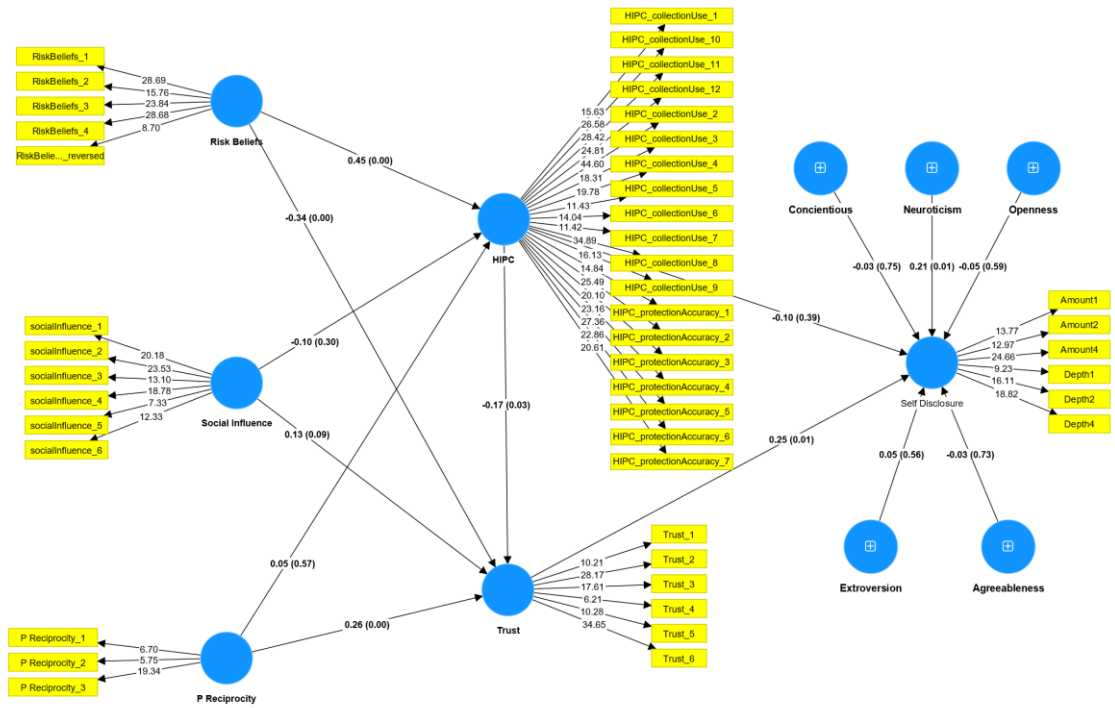 RiskBeliefs_1
RiskBeliefs_2
RiskBeliefs_3
RiskBeliefs_4
RiskBelie..._reversed
28.69
15.76
23.84
28.68
8.70
Risk Beliefs
0.45 (0.00)
-0.34 (0.00)
socialInfluence_1
socialInfluence_2
socialInfluence_3
socialInfluence_4
socialInfluence_5
socialInfluence_6
20.18
23.53
13.10
18.78
7.33
12.33
Social Influence
-0.10 (0.30)
0.13 (0.09)
P Reciprocity_1
P Reciprocity_2
P Reciprocity_3
6.70
5.75
19.34
P Reciprocity
0.05 (0.57)
0.26 (0.00)
HIPC
-0.17 (0.03)
15.63
26.58
28.42
24.81
44.60
18.31
19.78
11.43
14.04
11.42
34.89
16.13
14.84
25.49
20.10
23.16
27.36
22.86
20.61
HIPC_collectionUse_1
HIPC_collectionUse_10
HIPC_collectionUse_11
HIPC_collectionUse_12
HIPC_collectionUse_2
HIPC_collectionUse_3
HIPC_collectionUse_4
HIPC_collectionUse_5
HIPC_collectionUse_6
HIPC_collectionUse_7
HIPC_collectionUse_8
HIPC_collectionUse_9
HIPC_protectionAccuracy_1
HIPC_protectionAccuracy_2
HIPC_protectionAccuracy_3
HIPC_protectionAccuracy_4
HIPC_protectionAccuracy_5
HIPC_protectionAccuracy_6
HIPC_protectionAccuracy_7
-0.10 (0.39)
Trust
10.21
28.17
17.61
6.21
10.28
34.65
Trust_1
Trust_2
Trust_3
Trust_4
Trust_5
Trust_6
0.25 (0.01)
Concientious
Neuroticism
Openness
-0.03 (0.75)
0.21 (0.01)
-0.05 (0.59)
Self Disclosure
13.77
12.97
24.66
9.23
16.11
18.82
Amount1
Amount2
Amount4
Depth1
Depth2
Depth4
0.05 (0.56)
-0.03 (0.73)
Extroversion
Agreeableness